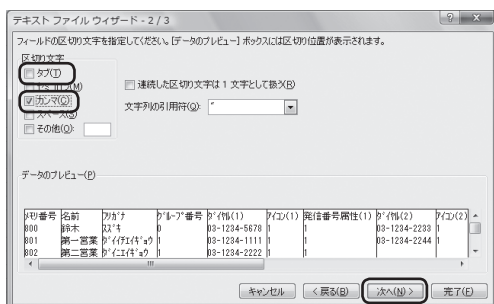 テキスト ファイル ウィザード - 2 / 3
フィールドの区切り文字を指定してください。[データのプレビュー] ボックスには区切り位置が表示されます。
区切り文字
タブ(T)
セミコロン(M)
カンマ(C)
スペース(S)
その他(O):
連続した区切り文字は 1 文字として扱う(R)
文字列の引用符(Q): "
データのプレビュー(P)
ﾒﾓﾘ番号 名前 ﾌﾘｶﾞﾅ ｸﾞﾙｰﾌﾟ番号 ﾀﾞｲﾔﾙ(1) ｱｲｺﾝ(1) 発信番号属性(1) ﾀﾞｲﾔﾙ(2) ｱｲｺﾝ(2)
000 鈴木 ｽｽﾞｷ 0 03-1234-5678 1 1 03-1234-2233 1
001 第一営業 ﾀﾞｲｲﾁｴｲｷﾞｮｳ 1 03-1234-1111 1 1 03-1234-2244 1
002 第二営業 ﾀﾞｲﾆｴｲｷﾞｮｳ 1 03-1234-2222 1 1
キャンセル < 戻る(B) 次へ(N) > 完了(F)